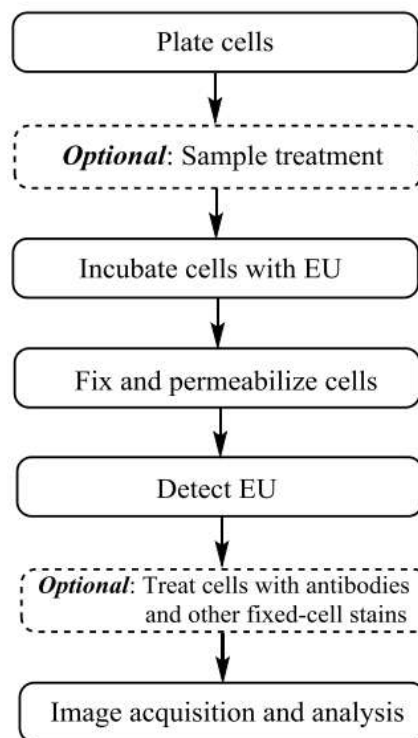 Plate cells
Optional: Sample treatment
Incubate cells with EU
Fix and permeabilize cells
Detect EU
Optional: Treat cells with antibodies
and other fixed-cell stains
Image acquisition and analysis